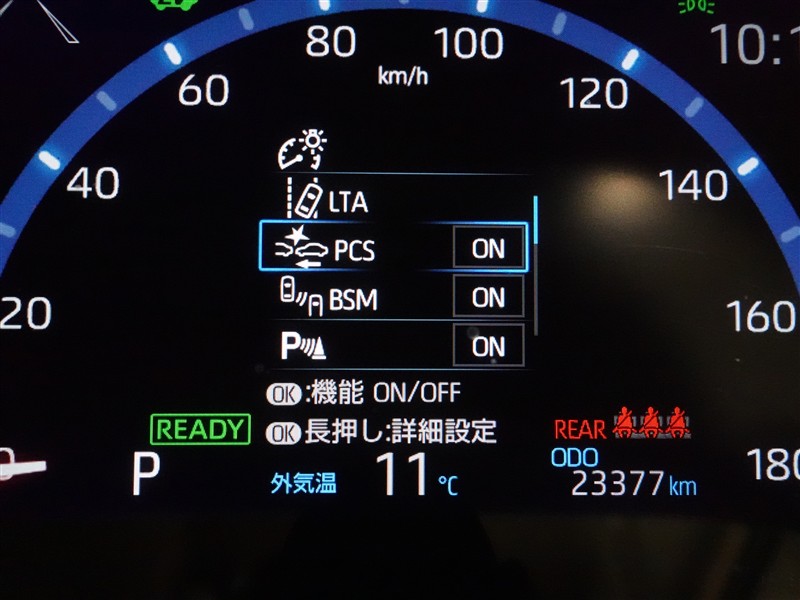 80
100
km/h
10:1
60
120
40
140
LTA
PCS ON
20
BSM ON
160
P ON
OK:機能 ON/OFF
READY
OK長押し:詳細設定
REAR
P
外気温 11℃
ODO
23377km
180